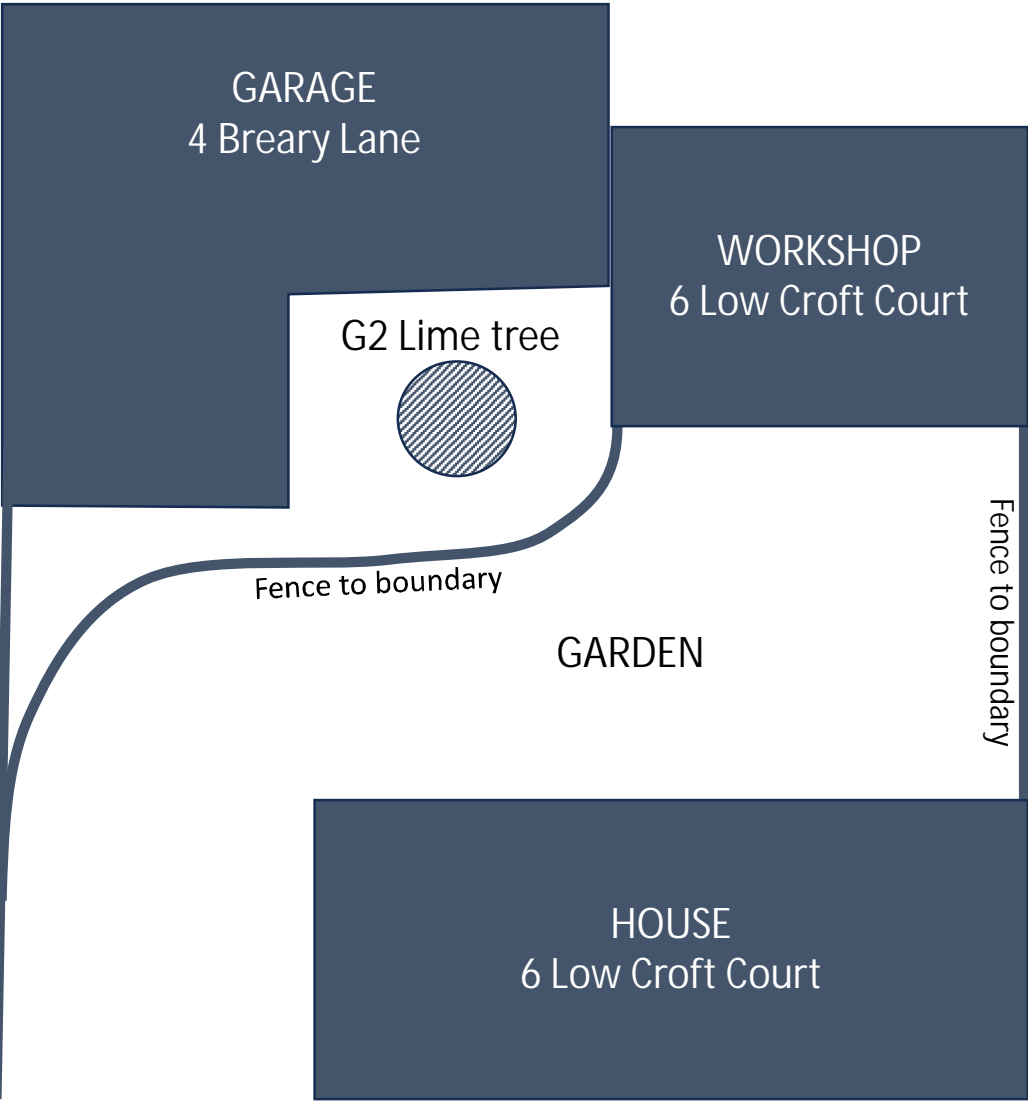 GARAGE
4 Breary Lane
WORKSHOP
6 Low Croft Court
G2 Lime tree
Fence to boundary
Fence to boundary
GARDEN
HOUSE
6 Low Croft Court